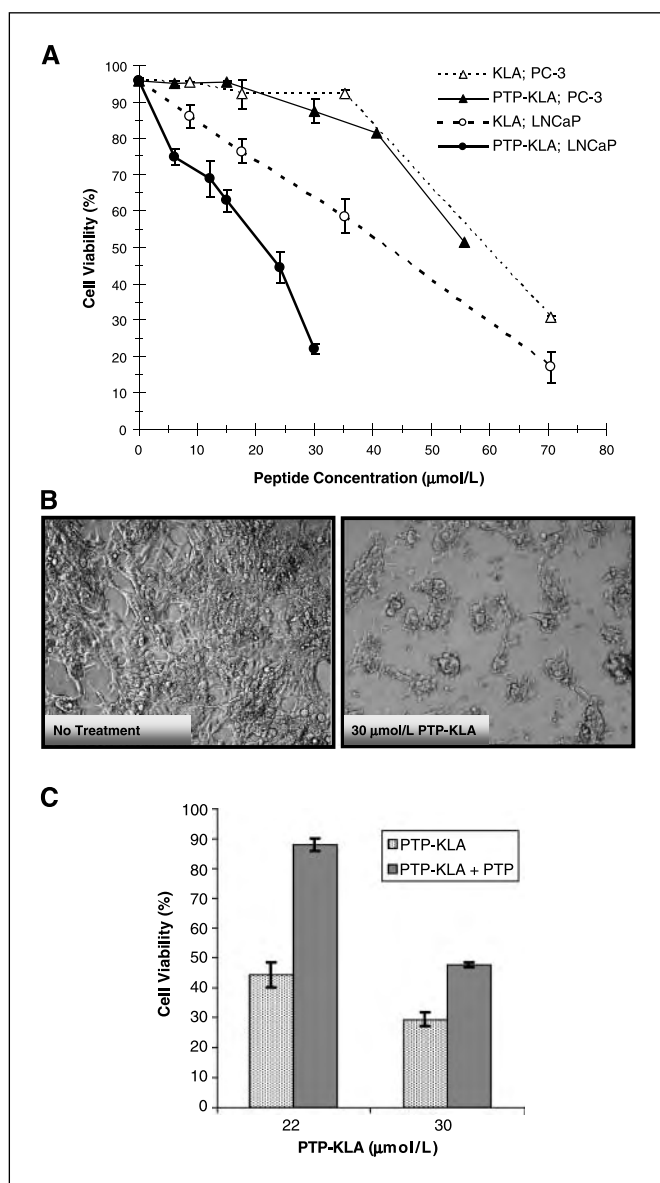 A
100
90
80
70
60
50
40
30
20
10
0
Cell Viability (%)
0 10 20 30 40 50 60 70 80
Peptide Concentration (μmol/L)
KLA; PC-3
PTP-KLA; PC-3
KLA; LNCaP
PTP-KLA; LNCaP
B
No Treatment
30 μmol/L PTP-KLA
C
100
90
80
70
60
50
40
30
20
10
0
Cell Viability (%)
PTP-KLA
PTP-KLA + PTP
22 30
PTP-KLA (μmol/L)